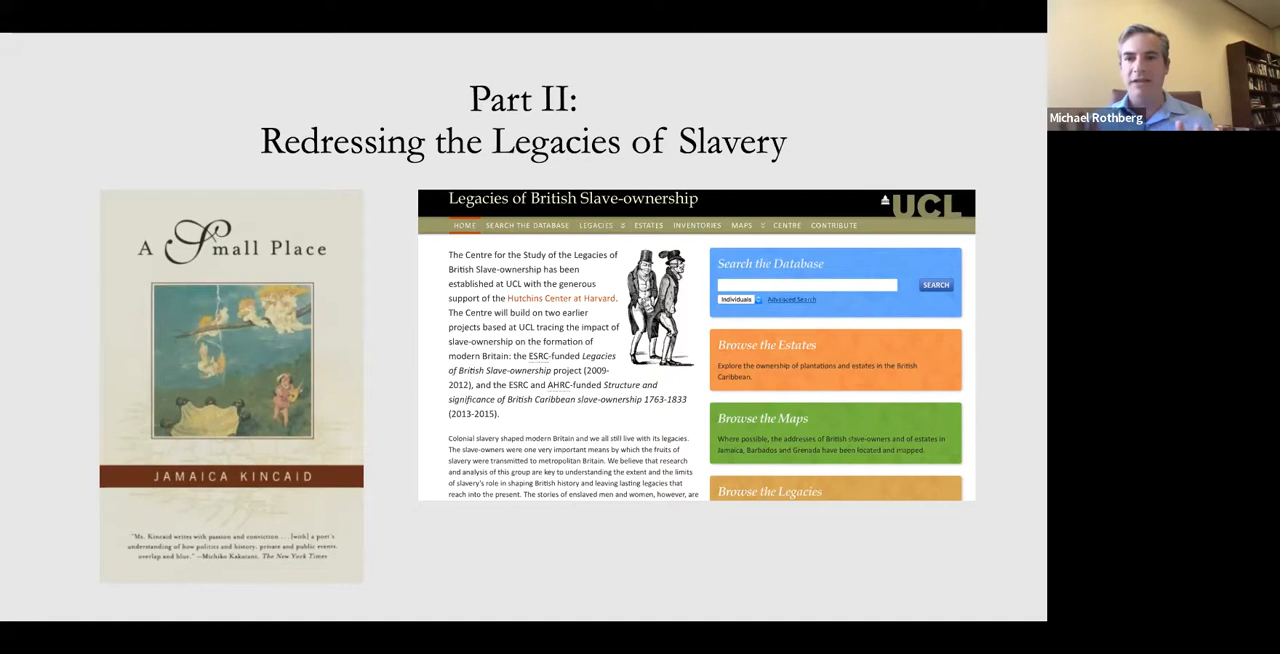 Part II:
Redressing the Legacies of Slavery
A Small Place
JAMAICA KINCAID
"Ms. Kincaid writes with passion and conviction . . . [with] a poet's
understanding of how politics and history, private and public events,
overlap and blur." —Michiko Kakutani, The New York Times
Legacies of British Slave-ownership
UCL
HOME SEARCH THE DATABASE LEGACIES ESTATES INVENTORIES MAPS CENTRE CONTRIBUTE
The Centre for the Study of the Legacies of
British Slave-ownership has been
established at UCL with the generous
support of the Hutchins Center at Harvard.
The Centre will build on two earlier
projects based at UCL tracing the impact of
slave-ownership on the formation of
modern Britain: the ESRC-funded Legacies
of British Slave-ownership project (2009-
2012), and the ESRC and AHRC-funded Structure and
significance of British Caribbean slave-ownership 1763-1833
(2013-2015).
Colonial slavery shaped modern Britain and we all still live with its legacies.
The slave-owners were one very important means by which the fruits of
slavery were transmitted to metropolitan Britain. We believe that research
and analysis of this group are key to understanding the extent and the limits
of slavery's role in shaping British history and leaving lasting legacies that
reach into the present. The stories of enslaved men and women, however, are
Search the Database
SEARCH
Individuals Advanced Search
Browse the Estates
Explore the ownership of plantations and estates in the British
Caribbean.
Browse the Maps
Where possible, the addresses of British slave-owners and of estates in
Jamaica, Barbados and Grenada have been located and mapped.
Browse the Legacies
Michael Rothberg